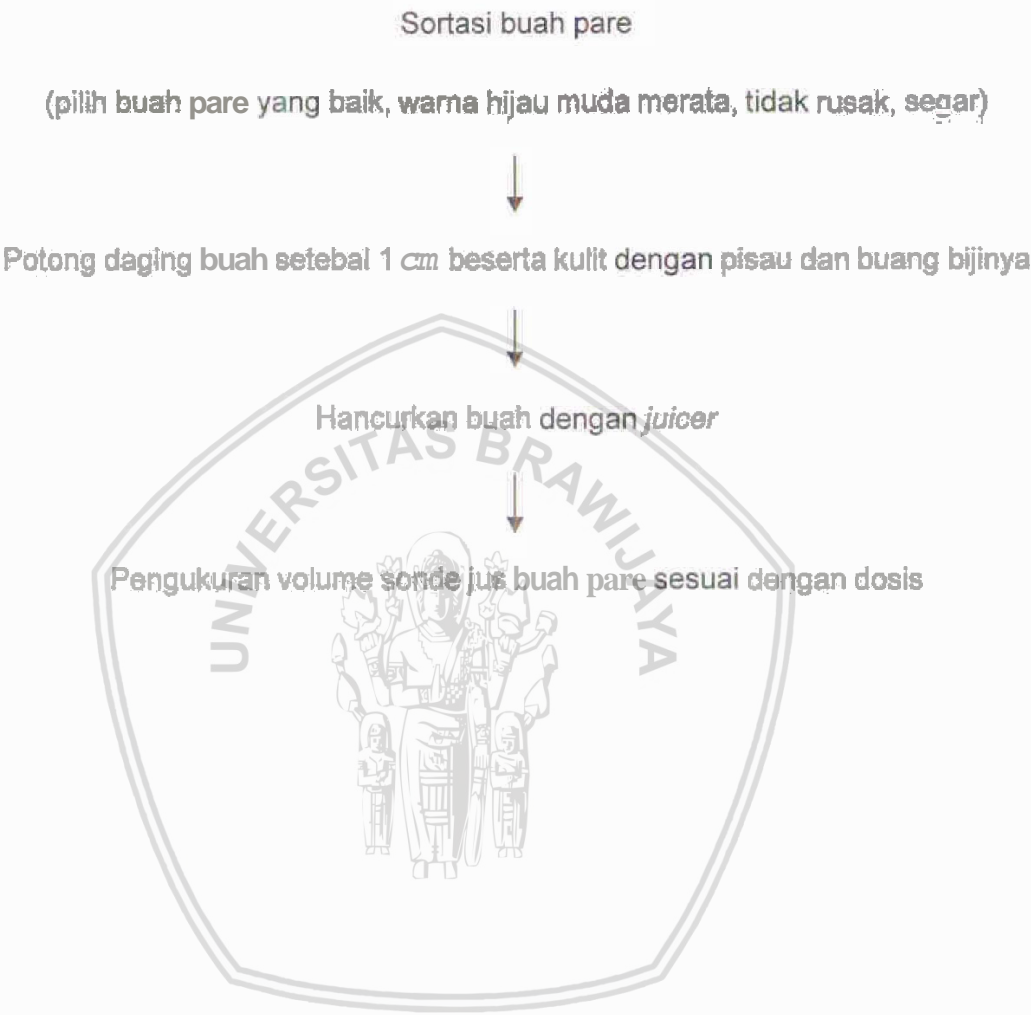 Sortasi buah pare
(pilih buah pare yang baik, warna hijau muda merata, tidak rusak, segar)
Potong daging buah setebal 1 cm beserta kulit dengan pisau dan buang bijinya
Hancurkan buah dengan juicer
UNIVERSITAS BRAWIJAYA
Pengukuran volume sonde jus buah pare sesuai dengan dosis